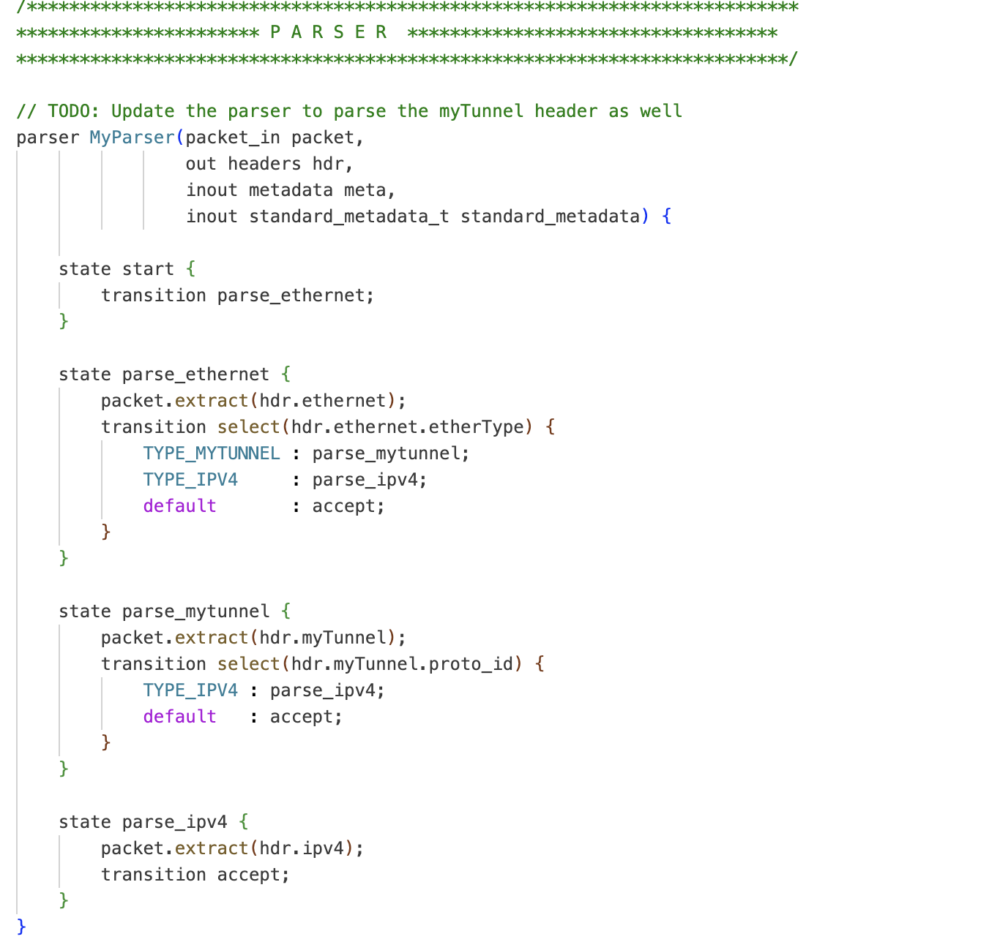 /*************************************************************************
*********************** P A R S E R  ***********************************
*************************************************************************/

// TODO: Update the parser to parse the myTunnel header as well
parser MyParser(packet_in packet,
                out headers hdr,
                inout metadata meta,
                inout standard_metadata_t standard_metadata) {

    state start {
        transition parse_ethernet;
    }

    state parse_ethernet {
        packet.extract(hdr.ethernet);
        transition select(hdr.ethernet.etherType) {
            TYPE_MYTUNNEL : parse_mytunnel;
            TYPE_IPV4     : parse_ipv4;
            default       : accept;
        }
    }

    state parse_mytunnel {
        packet.extract(hdr.myTunnel);
        transition select(hdr.myTunnel.proto_id) {
            TYPE_IPV4 : parse_ipv4;
            default   : accept;
        }
    }

    state parse_ipv4 {
        packet.extract(hdr.ipv4);
        transition accept;
    }
}